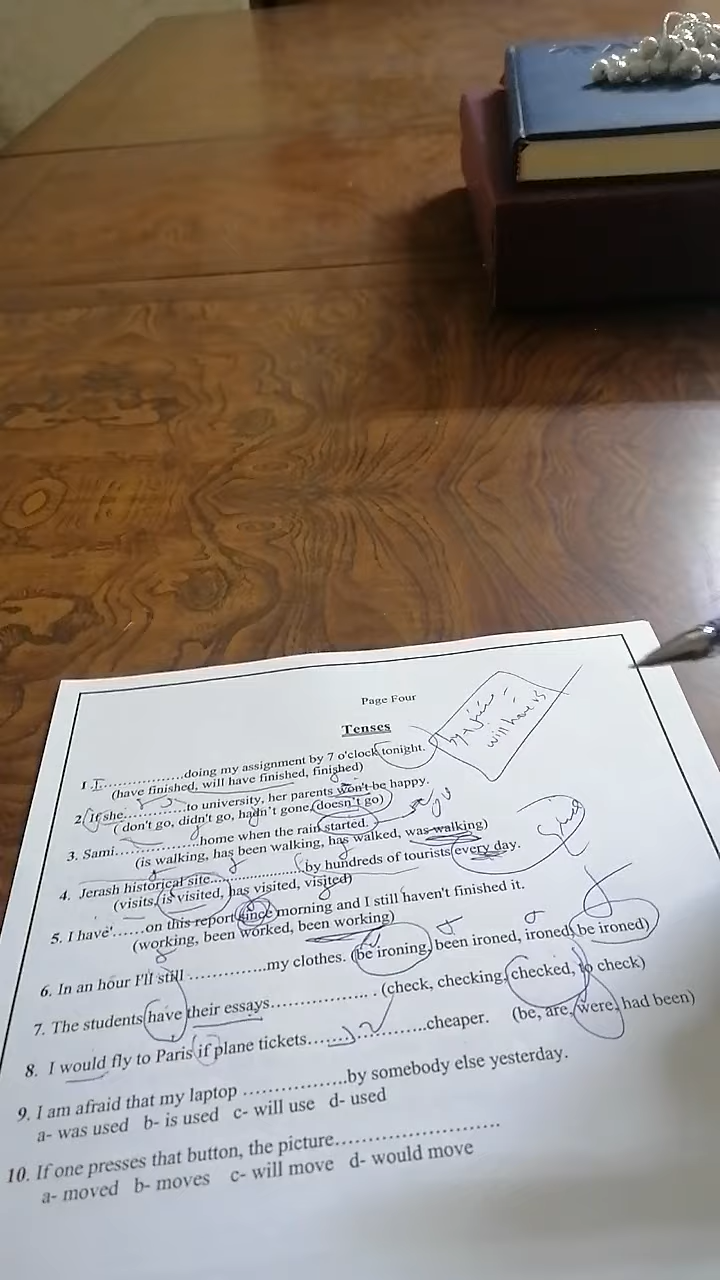 Page Four
Tenses
1 I................doing my assignment by 7 o'clock tonight.
(have finished, will have finished, finished)
2 If she...............to university, her parents won't be happy.
( don't go, didn't go, hadn't gone, doesn't go)
3. Sami..................home when the rain started.
(is walking, has been walking, has walked, was walking)
4. Jerash historical site......................by hundreds of tourists every day.
(visits, is visited, has visited, visited)
5. I have'......on this report since morning and I still haven't finished it.
(working, been worked, been working)
6. In an hour I'll still ................my clothes. (be ironing, been ironed, ironed, be ironed)
7. The students have their essays.................... . (check, checking, checked, to check)
8. I would fly to Paris if plane tickets......................cheaper. (be, are, were, had been)
9. I am afraid that my laptop .................by somebody else yesterday.
a- was used b- is used c- will use d- used
10. If one presses that button, the picture...........................
a- moved b- moves c- will move d- would move
will have v3